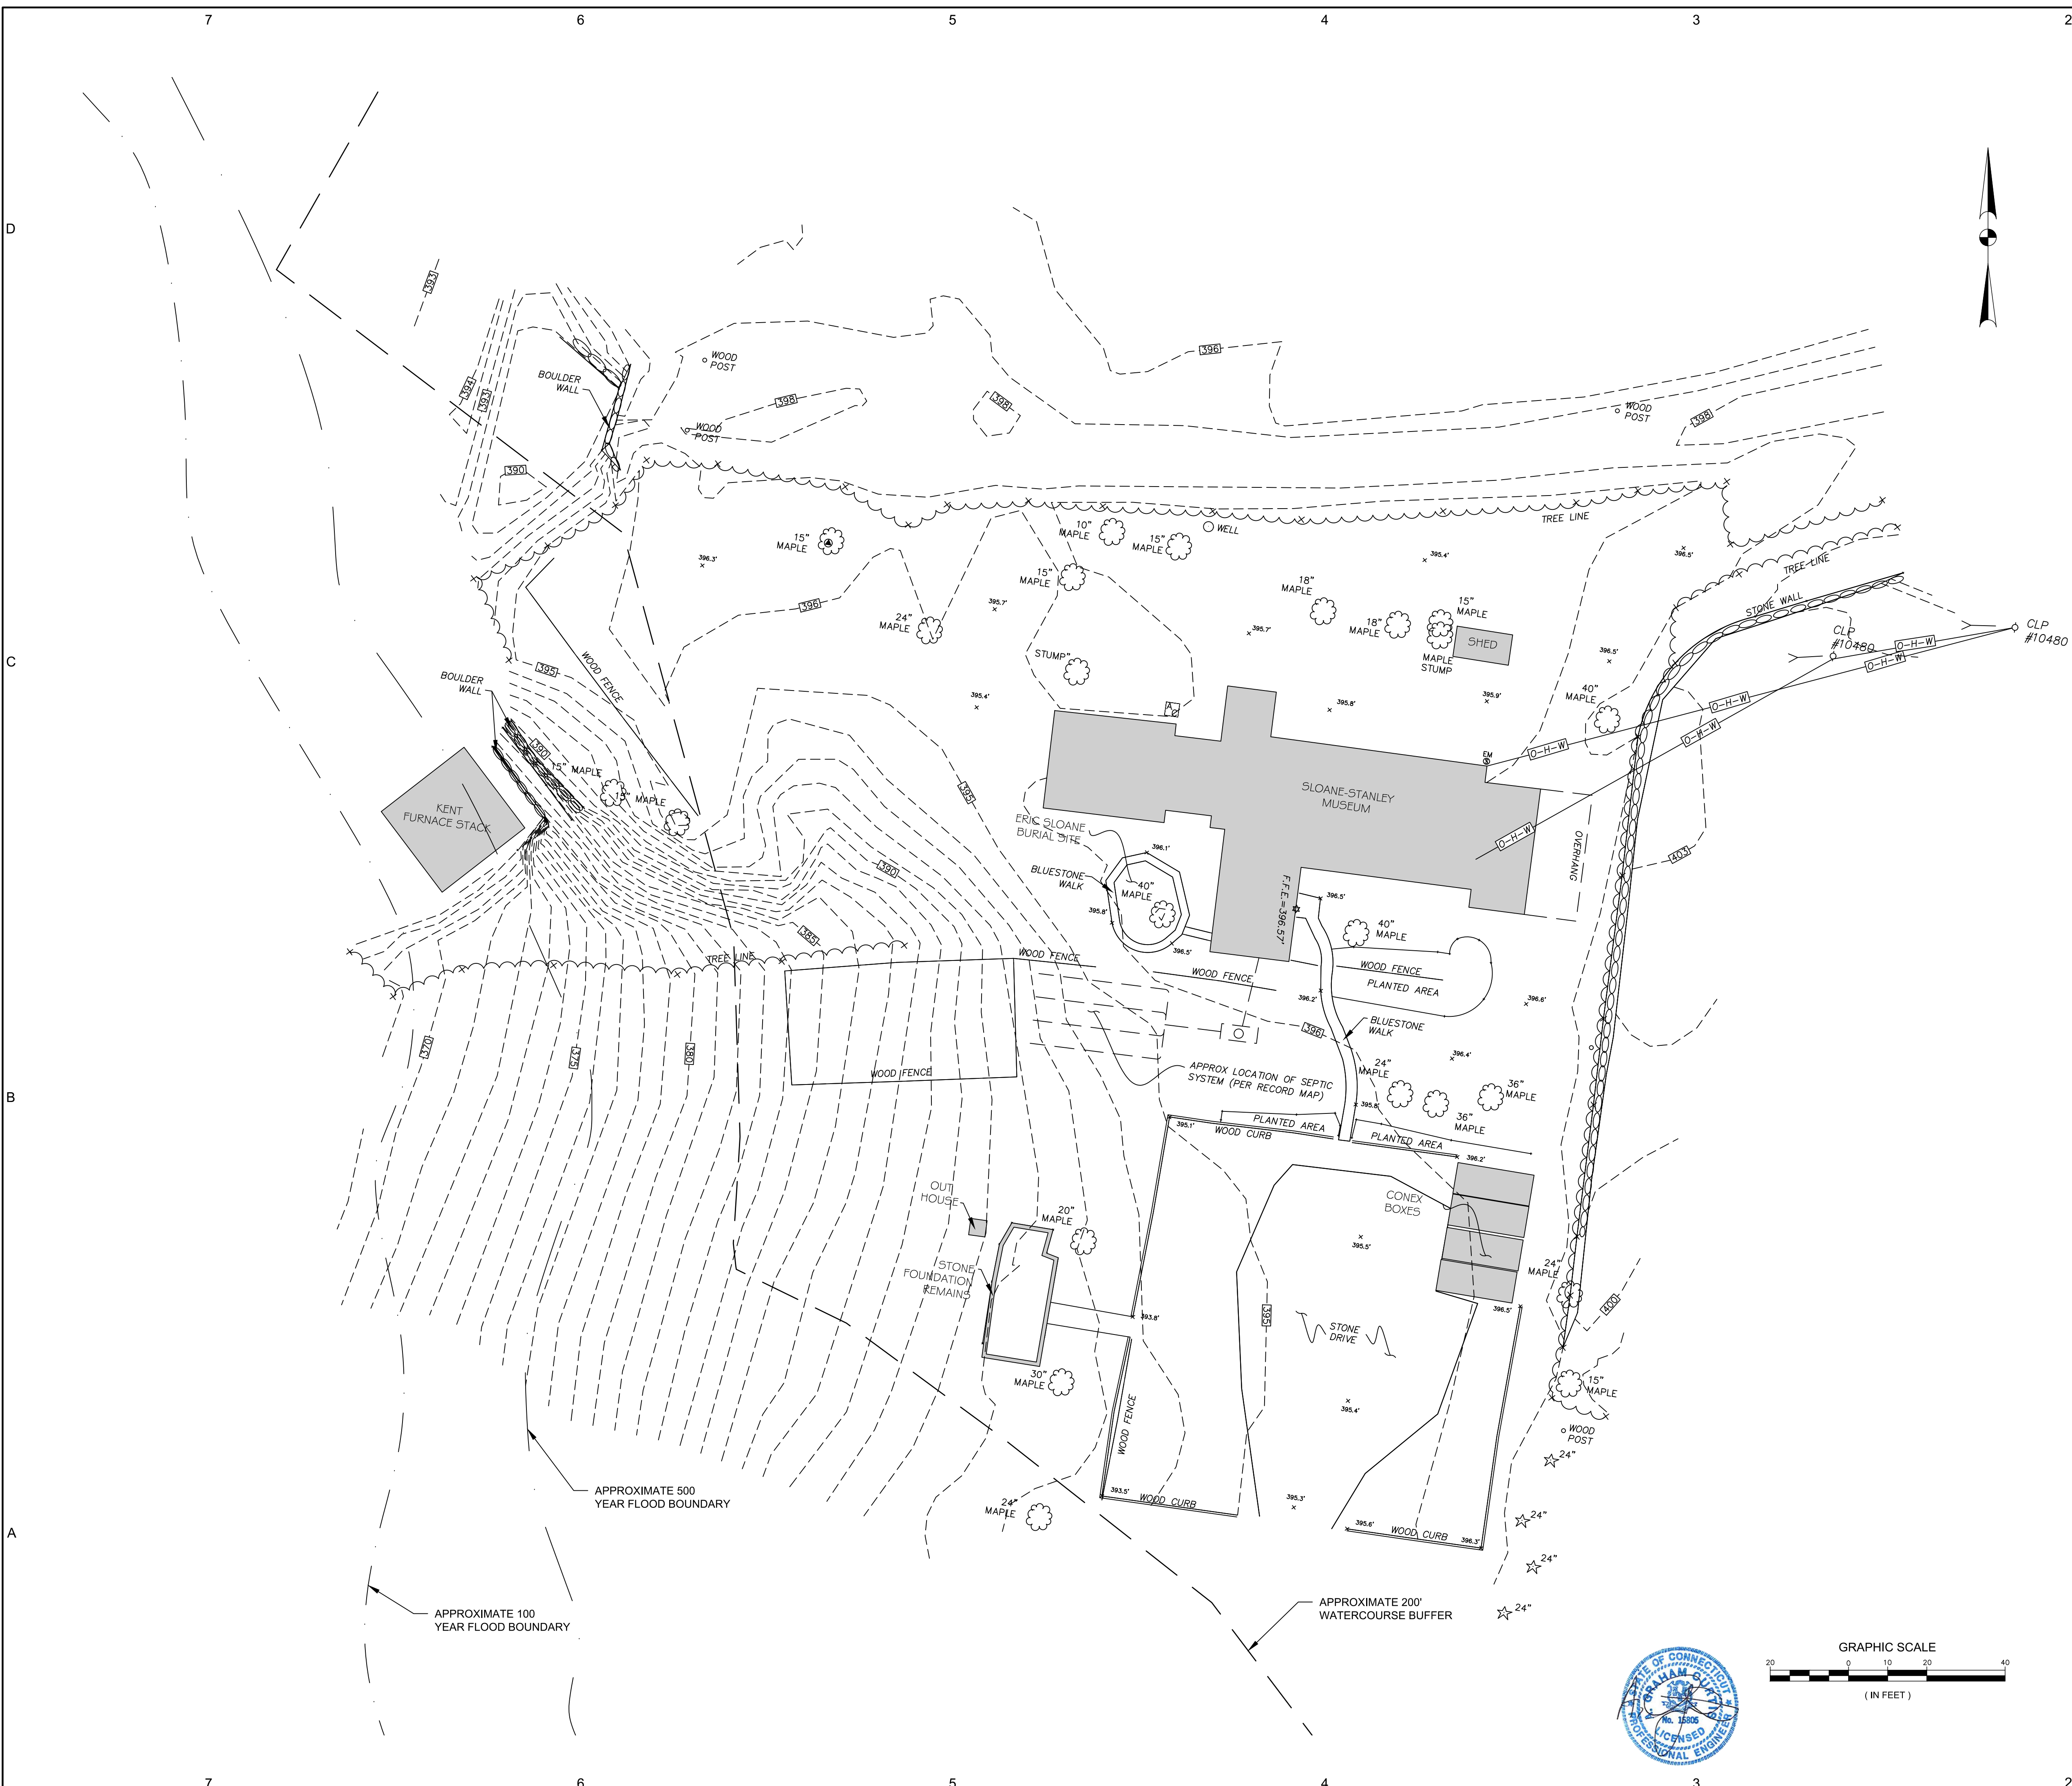 7 6 5 4 3 2
D
393
396
WOOD
POST
BOULDER
WALL
394
393
398
398
WOOD
POST
398
WOOD
POST
390
TREE LINE
10"
MAPLE
15"
MAPLE
WELL
15"
MAPLE
396.3'
395.4'
396.5'
TREE LINE
15"
MAPLE
18"
MAPLE
15"
MAPLE
STONE WALL
396
395.7'
24"
MAPLE
395.7'
18"
MAPLE
SHED
CLP
#10480
CLP
#10480
O-H-W
O-H-W
C
STUMP"
MAPLE
STUMP
396.5'
395
WOOD FENCE
BOULDER
WALL
395.4'
395.8'
395.9'
40"
MAPLE
O-H-W
O-H-W
O-H-W
EM
390
15" MAPLE
15" MAPLE
KENT
FURNACE STACK
395
SLOANE-STANLEY
MUSEUM
O-H-W
OVERHANG
403
ERIC SLOANE
BURIAL SITE
396.1'
390
BLUESTONE
WALK
40"
MAPLE
395.8'
396.5'
F.F.E.=396.57'
396.5'
40"
MAPLE
385
TREE LINE
WOOD FENCE
WOOD FENCE
WOOD FENCE
PLANTED AREA
396.2'
396.6'
396
BLUESTONE
WALK
370
375
380
WOOD FENCE
APPROX LOCATION OF SEPTIC
SYSTEM (PER RECORD MAP)
396.4'
24"
MAPLE
36"
MAPLE
36"
MAPLE
395.8'
B
395.1'
PLANTED AREA
WOOD CURB
PLANTED AREA
396.2'
OUT
HOUSE
20"
MAPLE
CONEX
BOXES
395.5'
STONE
FOUNDATION
REMAINS
24"
MAPLE
400
393.8'
395
396.5'
STONE
DRIVE
30"
MAPLE
15"
MAPLE
395.4'
WOOD FENCE
WOOD
POST
24"
APPROXIMATE 500
YEAR FLOOD BOUNDARY
393.5'
WOOD CURB
24"
MAPLE
395.3'
395.6'
WOOD CURB
396.3'
24"
A
24"
24"
APPROXIMATE 100
YEAR FLOOD BOUNDARY
APPROXIMATE 200'
WATERCOURSE BUFFER
STATE OF CONNECTICUT
GRAHAM CURTIS
No. 15805
LICENSED
PROFESSIONAL ENGINEER
GRAPHIC SCALE
20 0 10 20 40
( IN FEET )
7 6 5 4 3 2